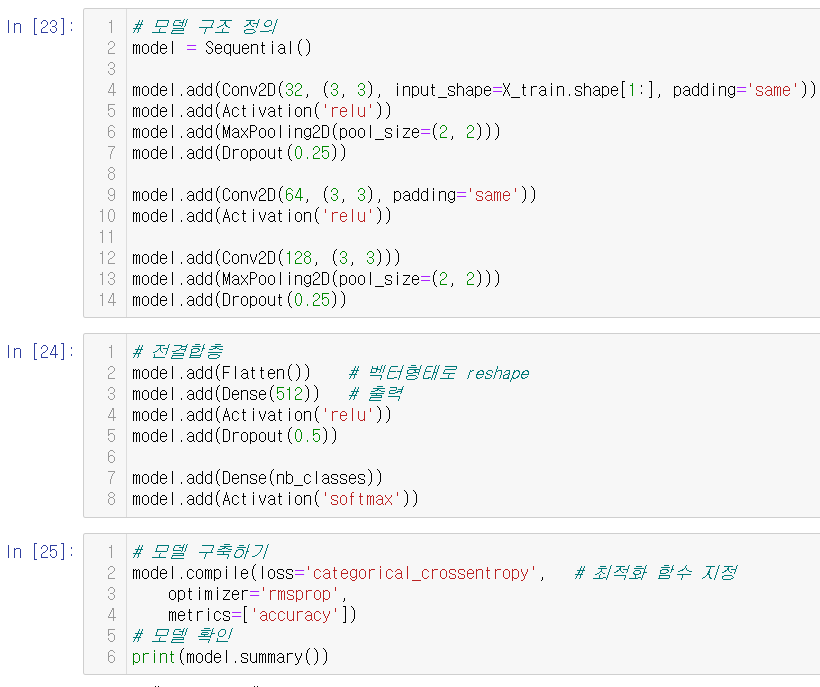 In [23]:
1 # 모델 구조 정의
2 model = Sequential()
3
4 model.add(Conv2D(32, (3, 3), input_shape=X_train.shape[1:], padding='same'))
5 model.add(Activation('relu'))
6 model.add(MaxPooling2D(pool_size=(2, 2)))
7 model.add(Dropout(0.25))
8
9 model.add(Conv2D(64, (3, 3), padding='same'))
10 model.add(Activation('relu'))
11
12 model.add(Conv2D(128, (3, 3)))
13 model.add(MaxPooling2D(pool_size=(2, 2)))
14 model.add(Dropout(0.25))
In [24]:
1 # 전결합층
2 model.add(Flatten())    # 벡터형태로 reshape
3 model.add(Dense(512))   # 출력
4 model.add(Activation('relu'))
5 model.add(Dropout(0.5))
6
7 model.add(Dense(nb_classes))
8 model.add(Activation('softmax'))
In [25]:
1 # 모델 구축하기
2 model.compile(loss='categorical_crossentropy',   # 최적화 함수 지정
3     optimizer='rmsprop',
4     metrics=['accuracy'])
5 # 모델 확인
6 print(model.summary())